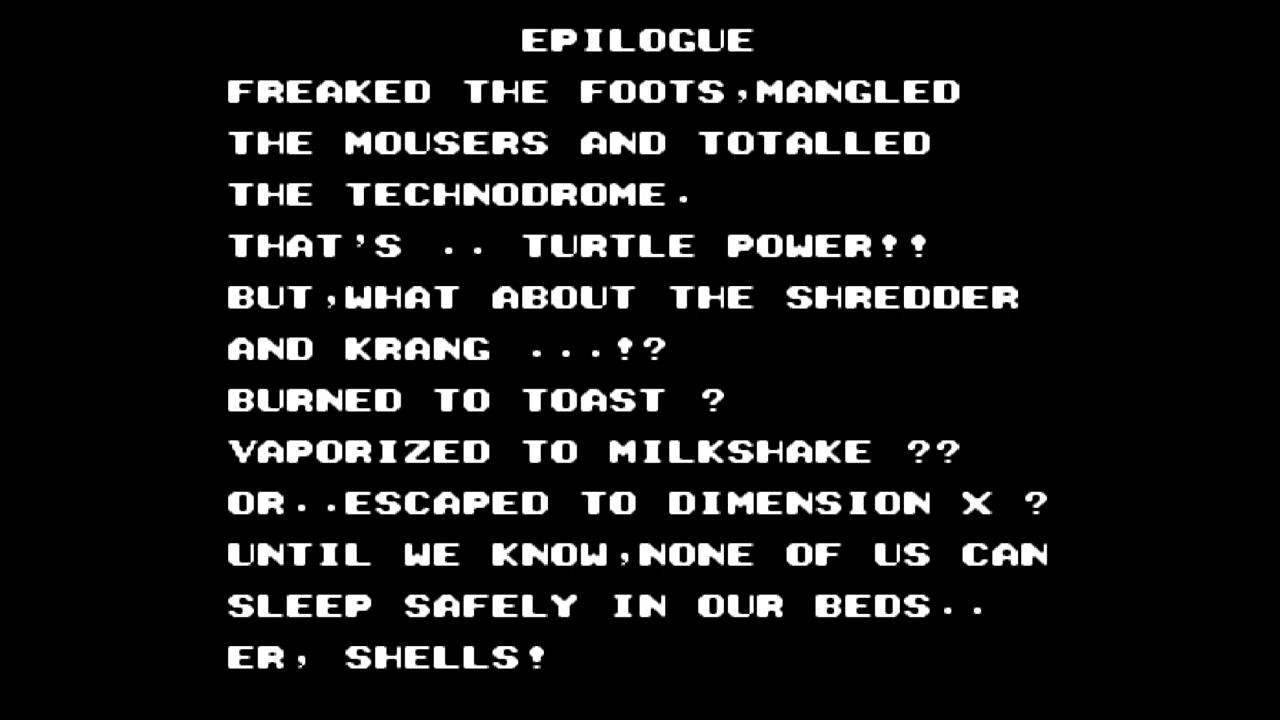 EPILOGUE
FREAKED THE FOOTS,MANGLED
THE MOUSERS AND TOTALLED
THE TECHNODROME.
THAT'S .. TURTLE POWER!!
BUT,WHAT ABOUT THE SHREDDER
AND KRANG ...!?
BURNED TO TOAST ?
VAPORIZED TO MILKSHAKE ??
OR..ESCAPED TO DIMENSION X ?
UNTIL WE KNOW,NONE OF US CAN
SLEEP SAFELY IN OUR BEDS..
ER, SHELLS!